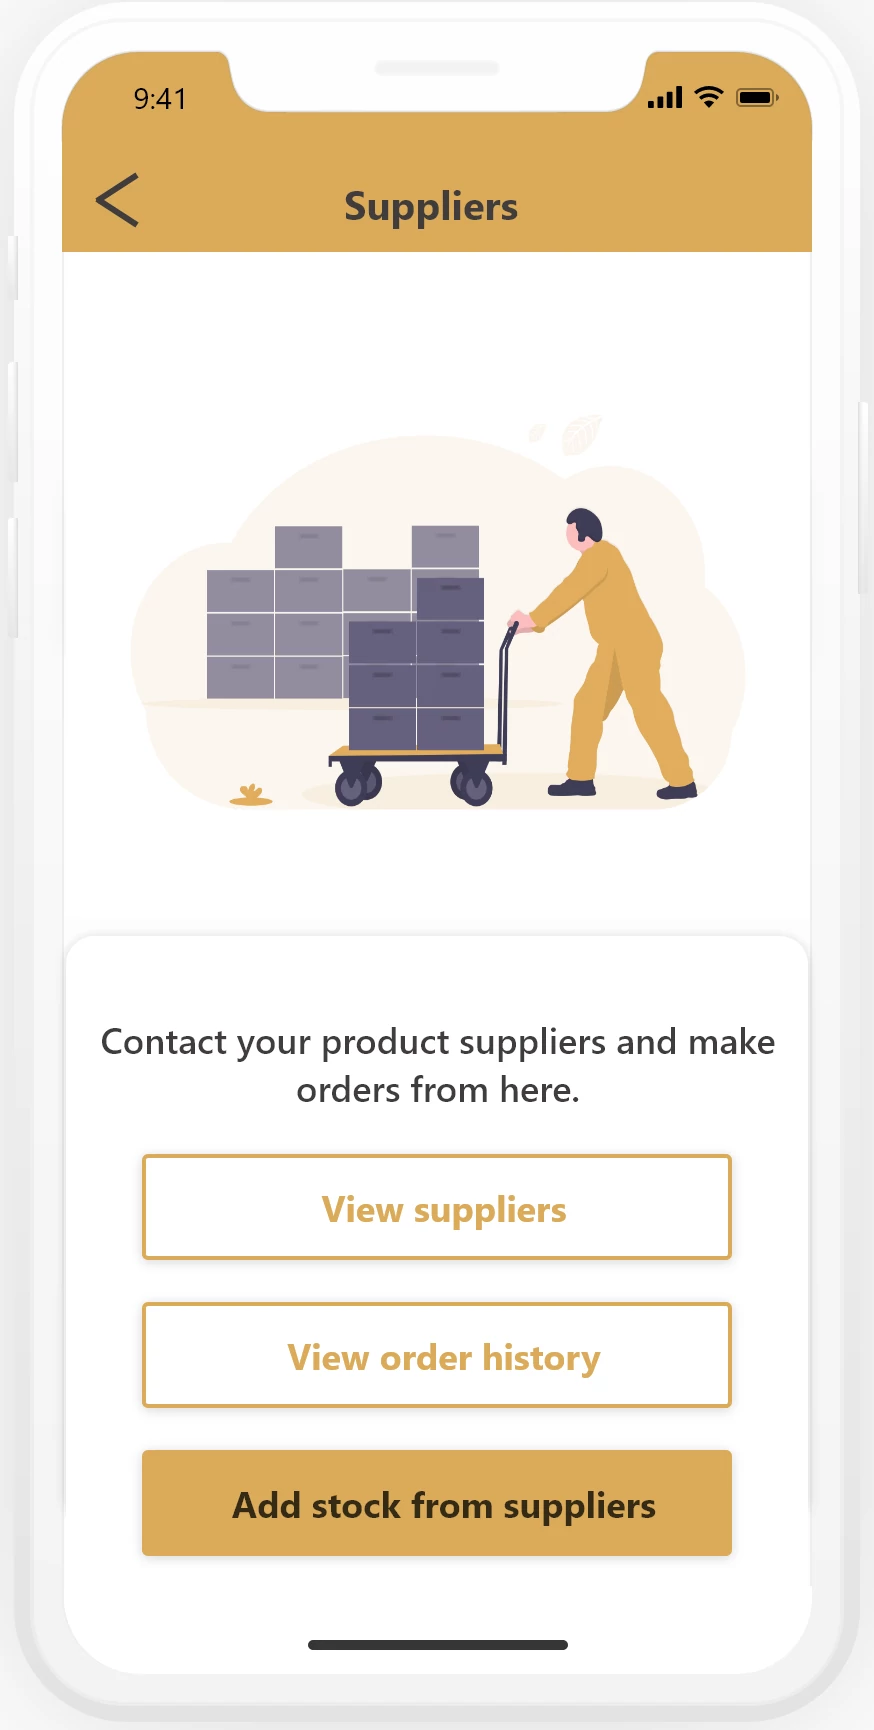 9:41
Suppliers
Contact your product suppliers and make
orders from here.
View suppliers
View order history
Add stock from suppliers